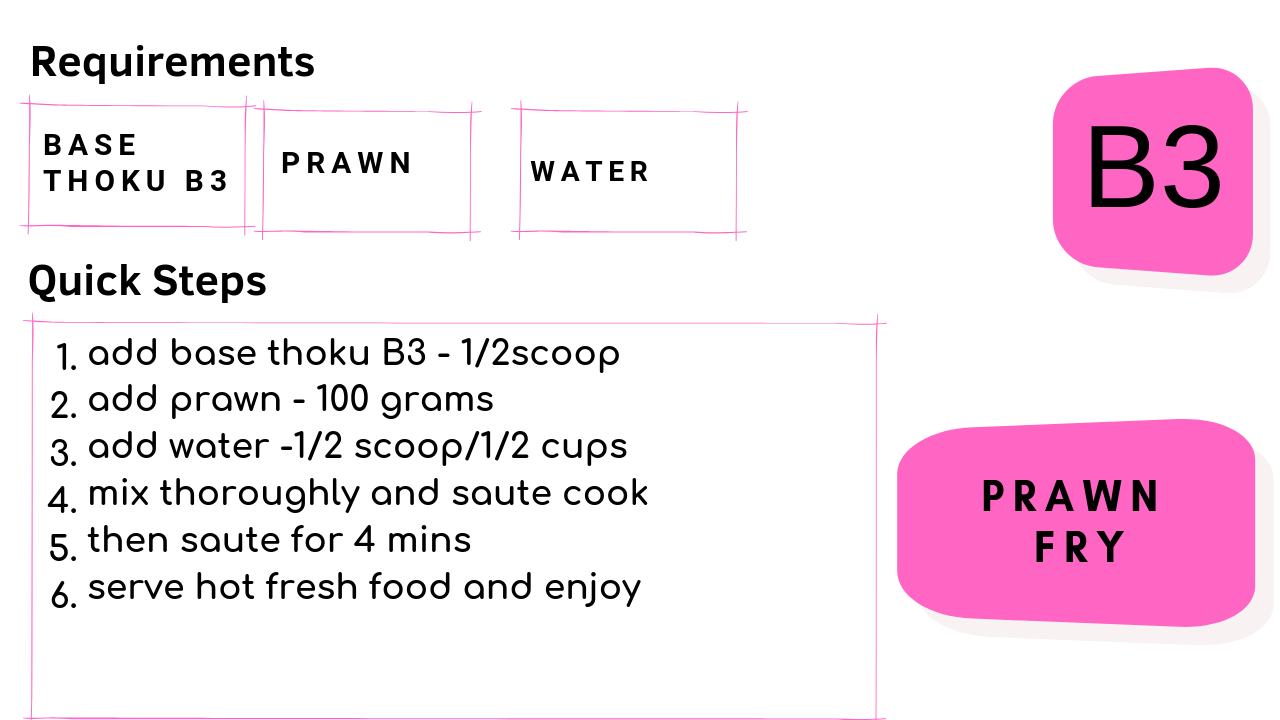 Requirements
BASE
THOKU B3
PRAWN
WATER
B3
Quick Steps
1. add base thoku B3 - 1/2scoop
2. add prawn - 100 grams
3. add water -1/2 scoop/1/2 cups
4. mix thoroughly and saute cook
5. then saute for 4 mins
6. serve hot fresh food and enjoy
PRAWN
FRY